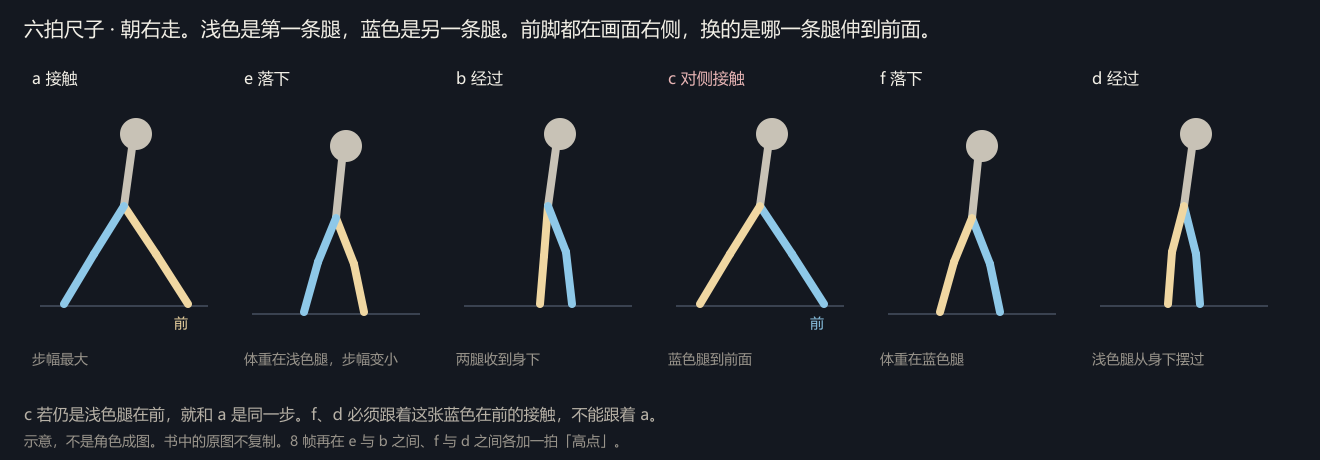 六拍尺子 · 朝右走。浅色是第一条腿，蓝色是另一条腿。前脚都在画面右侧，换的是哪一条腿伸到前面。
a 接触
e 落下
b 经过
c 对侧接触
f 落下
d 经过
前
前
步幅最大
体重在浅色腿，步幅变小
两腿收到身下
蓝色腿到前面
体重在蓝色腿
浅色腿从身下摆过
c 若仍是浅色腿在前，就和 a 是同一步。f、d 必须跟着这张蓝色在前的接触，不能跟着 a。
示意，不是角色成图。书中的原图不复制。8 帧再在 e 与 b 之间、f 与 d 之间各加一拍「高点」。